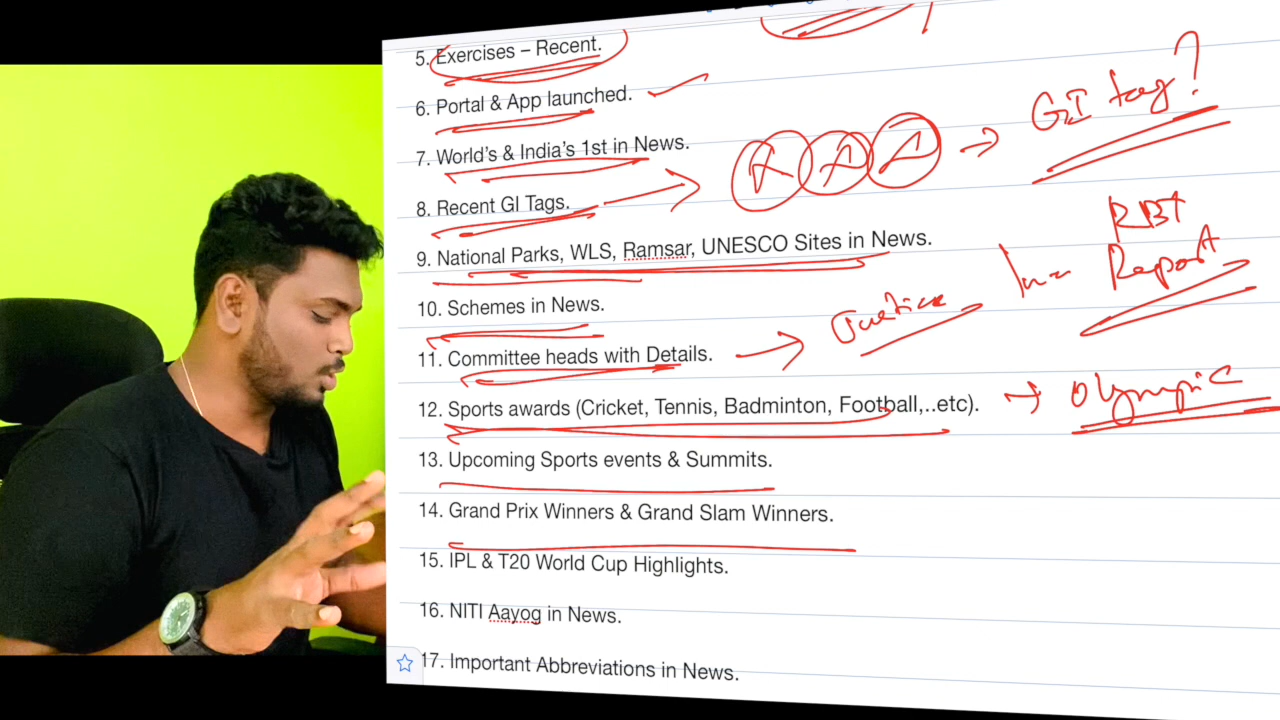 5. Exercises – Recent.
6. Portal & App launched.
GI tag?
7. World's & India's 1st in News.
8. Recent GI Tags.
RBI
9. National Parks, WLS, Ramsar, UNESCO Sites in News.
Report
10. Schemes in News.
11. Committee heads with Details.
12. Sports awards (Cricket, Tennis, Badminton, Football,..etc).
Olympic
13. Upcoming Sports events & Summits.
14. Grand Prix Winners & Grand Slam Winners.
15. IPL & T20 World Cup Highlights.
16. NITI Aayog in News.
17. Important Abbreviations in News.